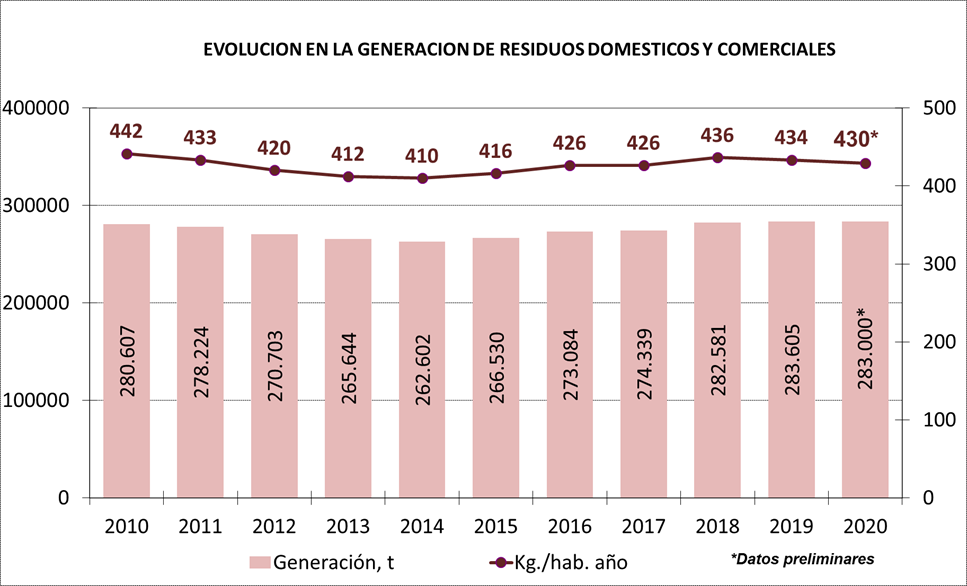 EVOLUCION EN LA GENERACION DE RESIDUOS DOMESTICOS Y COMERCIALES
400000
300000
200000
100000
0
442 433 420 412 410 416 426 426 436 434 430*
280.607 278.224 270.703 265.644 262.602 266.530 273.084 274.339 282.581 283.605 283.000*
500
400
300
200
100
0
2010 2011 2012 2013 2014 2015 2016 2017 2018 2019 2020
Generación, t Kg./hab. año
*Datos preliminares